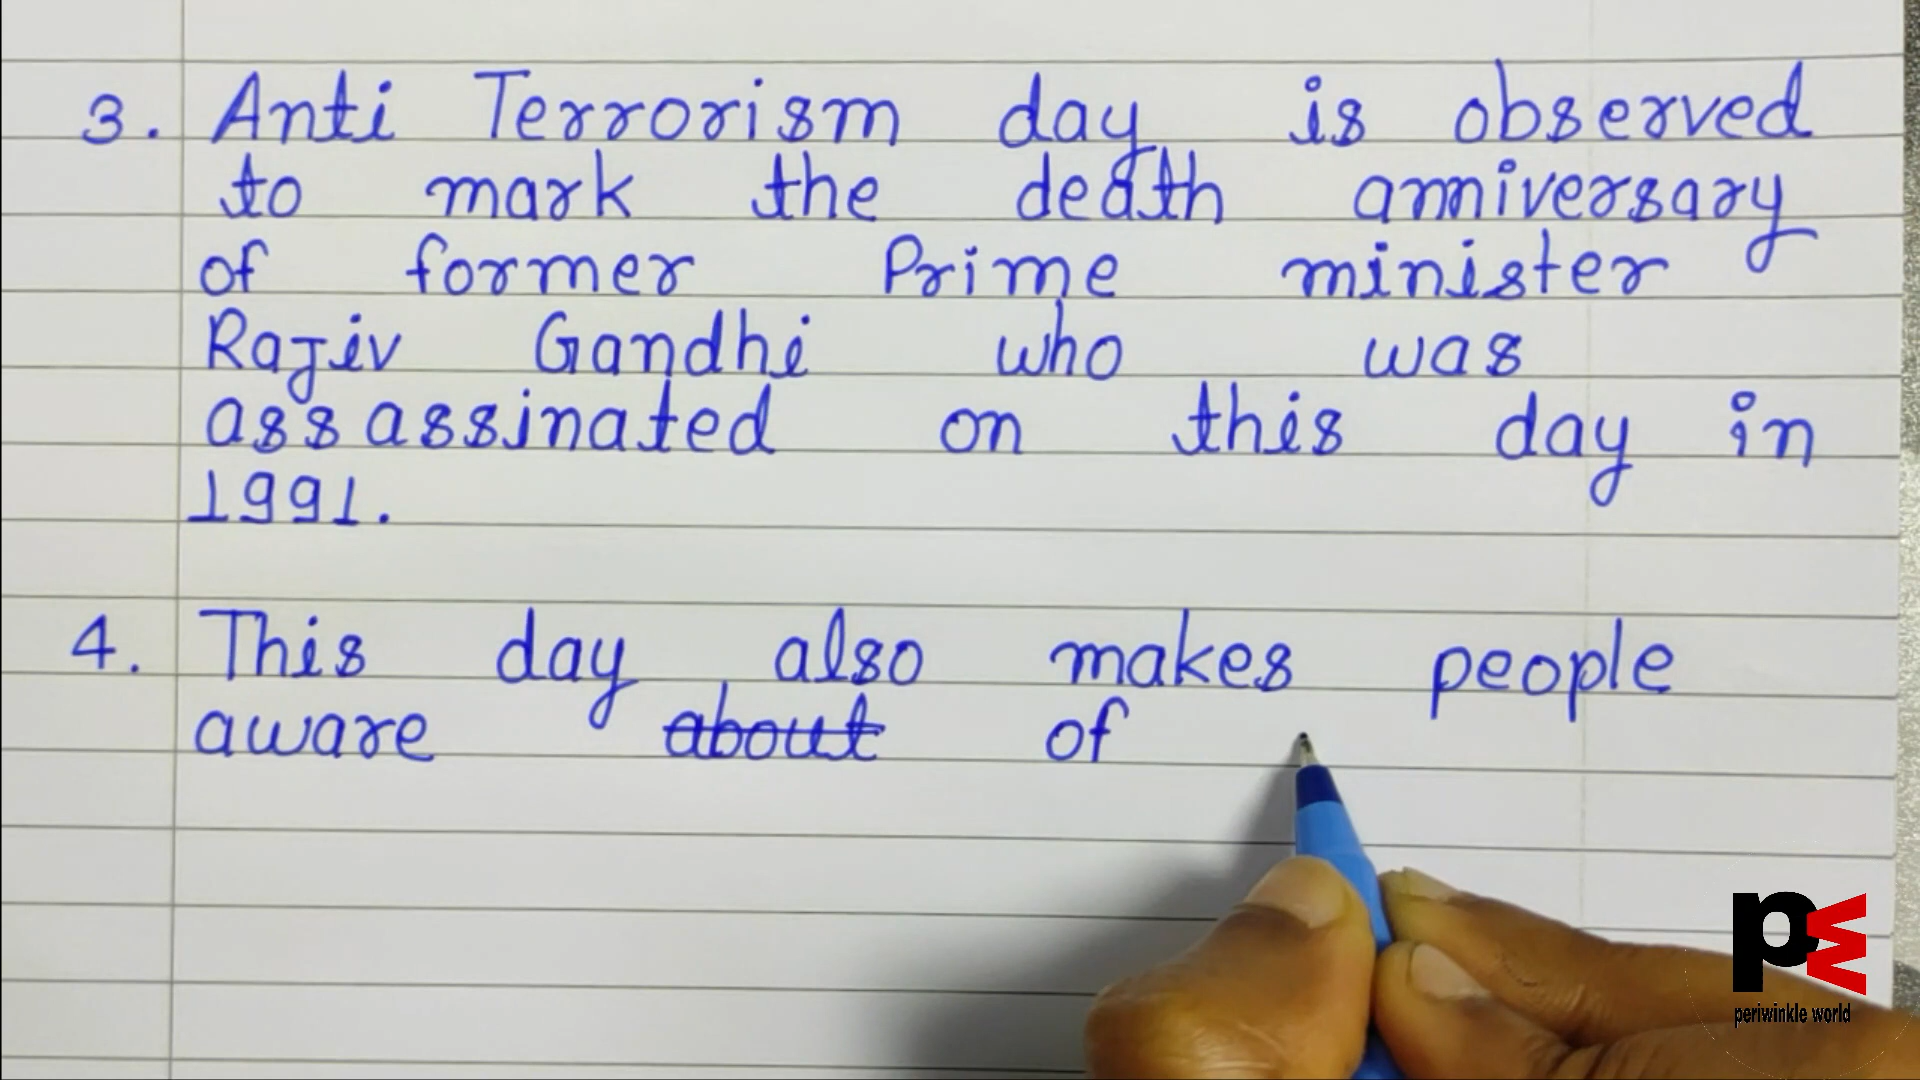 3. Anti Terrorism day is observed
to mark the death anniversary
of former Prime minister
Rajiv Gandhi who was
assassinated on this day in
1991.
4. This day also makes people
aware about of
PW
periwinkle world